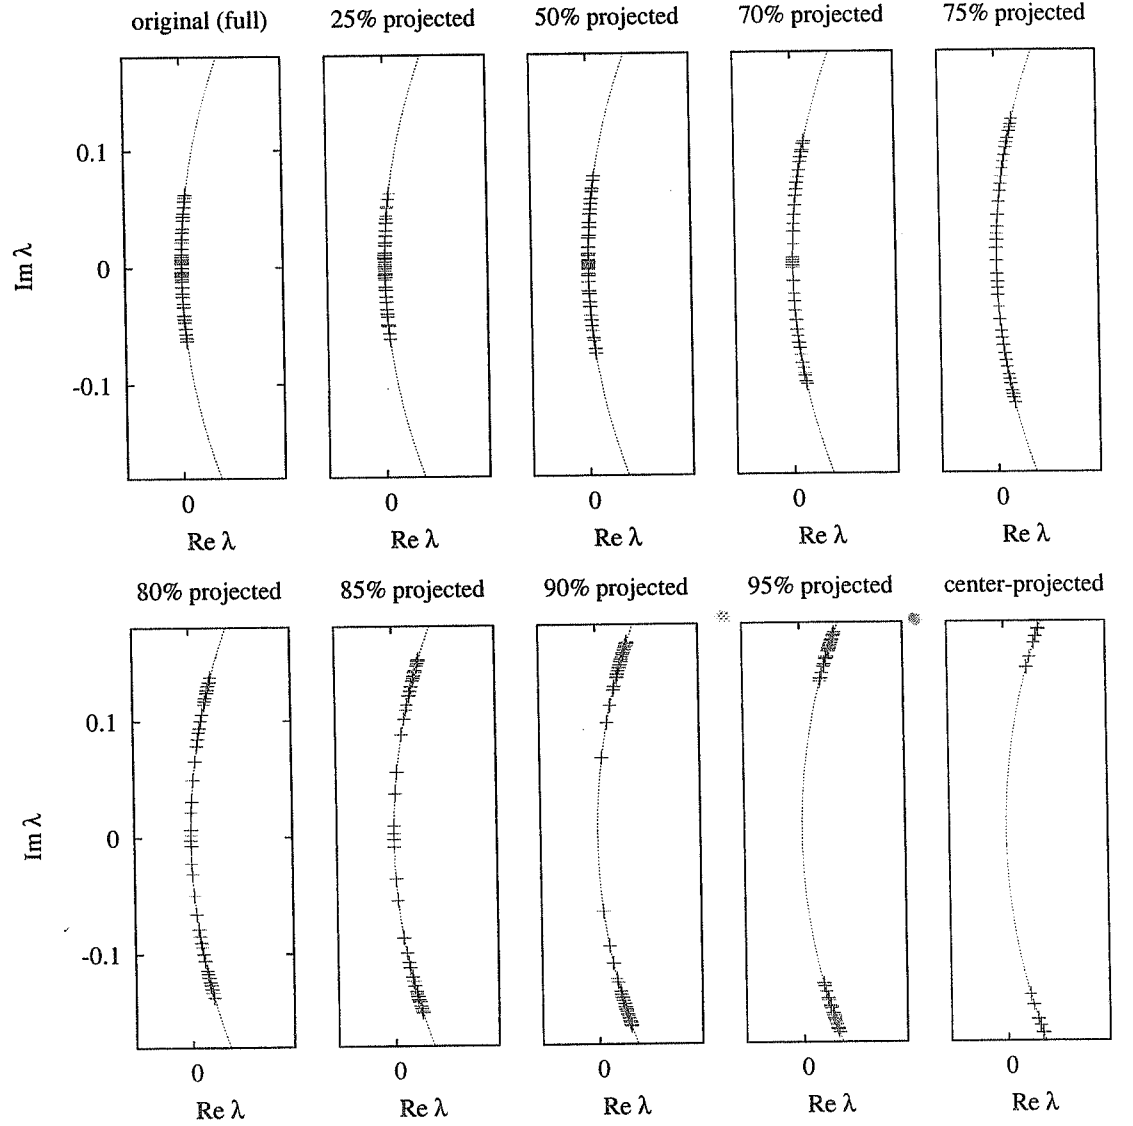 original (full) 25% projected 50% projected 70% projected 75% projected
0.1
0
-0.1
Im λ
0 0 0 0 0
Re λ Re λ Re λ Re λ Re λ
80% projected 85% projected 90% projected 95% projected center-projected
0.1
0
-0.1
Im λ
0 0 0 0 0
Re λ Re λ Re λ Re λ Re λ